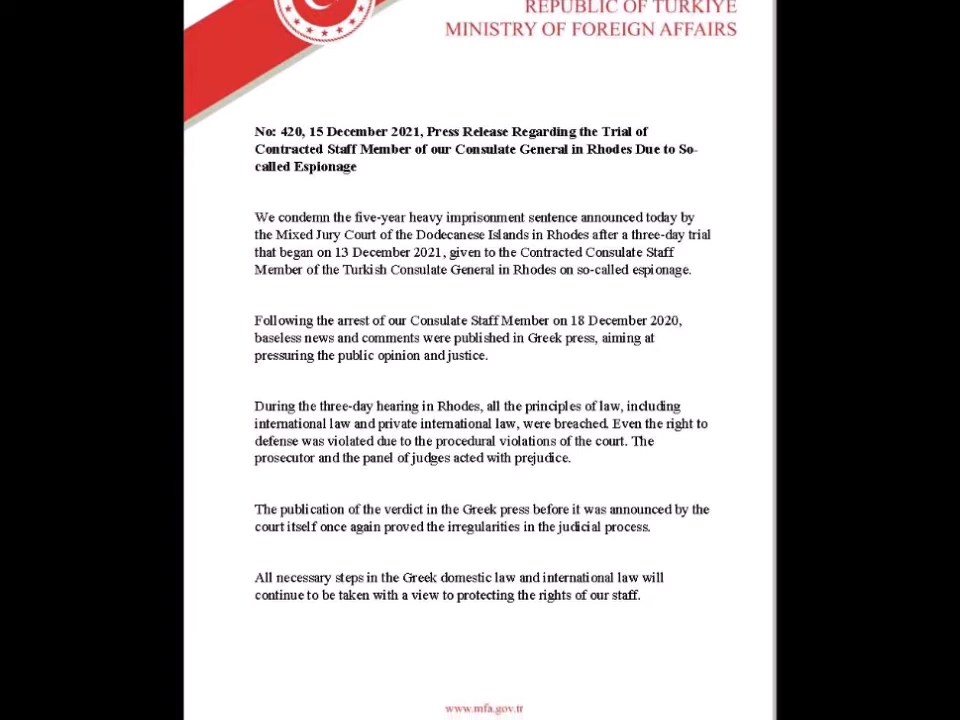 REPUBLIC OF TÜRKİYE
MINISTRY OF FOREIGN AFFAIRS
No: 420, 15 December 2021, Press Release Regarding the Trial of
Contracted Staff Member of our Consulate General in Rhodes Due to So-
called Espionage
We condemn the five-year heavy imprisonment sentence announced today by
the Mixed Jury Court of the Dodecanese Islands in Rhodes after a three-day trial
that began on 13 December 2021, given to the Contracted Consulate Staff
Member of the Turkish Consulate General in Rhodes on so-called espionage.
Following the arrest of our Consulate Staff Member on 18 December 2020,
baseless news and comments were published in Greek press, aiming at
pressuring the public opinion and justice.
During the three-day hearing in Rhodes, all the principles of law, including
international law and private international law, were breached. Even the right to
defense was violated due to the procedural violations of the court. The
prosecutor and the panel of judges acted with prejudice.
The publication of the verdict in the Greek press before it was announced by the
court itself once again proved the irregularities in the judicial process.
All necessary steps in the Greek domestic law and international law will
continue to be taken with a view to protecting the rights of our staff.
www.mfa.gov.tr